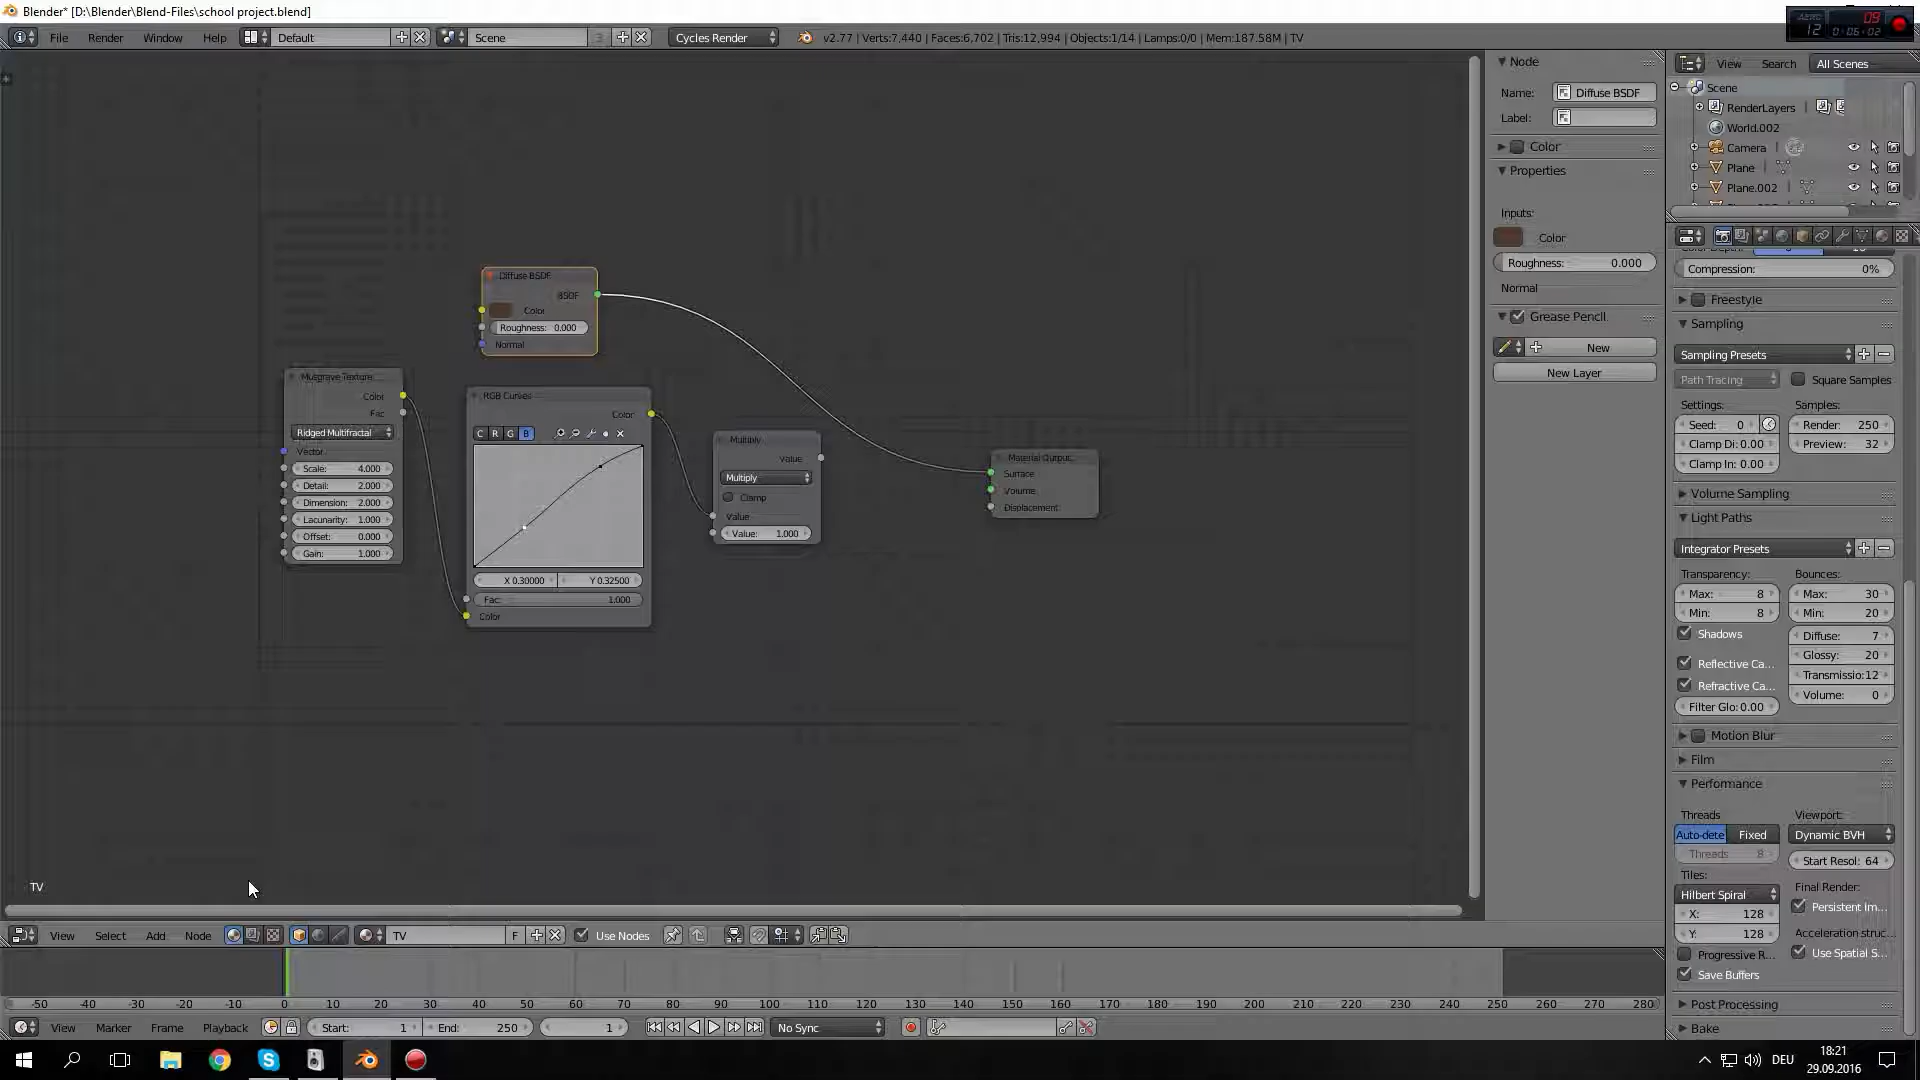 Blender* [D:\Blender\Blend-Files\school project.blend]
File Render Window Help Default Scene 3 Cycles Render v2.77 | Verts:7,440 | Faces:6,702 | Tris:12,994 | Objects:1/14 | Lamps:0/0 | Mem:187.58M | TV
12 09 0:06:02
Node
Name: Diffuse BSDF
Label:
Color
Properties
Inputs:
Color
Roughness: 0.000
Normal
Grease Pencil
New
New Layer
View Search All Scenes
Scene
RenderLayers
World.002
Camera
Plane
Plane.002
Compression: 0%
Freestyle
Sampling
Sampling Presets
Path Tracing Square Samples
Settings: Samples:
Seed: 0 Render: 250
Clamp Di: 0.00 Preview: 32
Clamp In: 0.00
Volume Sampling
Light Paths
Integrator Presets
Transparency: Bounces:
Max: 8 Max: 30
Min: 8 Min: 20
Shadows Diffuse: 7
Reflective Ca... Glossy: 20
Refractive Ca... Transmissio:12
Filter Glo:0.00 Volume: 0
Motion Blur
Film
Performance
Threads Viewport:
Auto-dete Fixed Dynamic BVH
Threads 8 Start Resol: 64
Tiles: Final Render:
Hilbert Spiral Persistent Im...
X: 128
Y: 128 Acceleration struc...
Progressive R... Use Spatial S...
Save Buffers
Post Processing
Bake
Diffuse BSDF
BSDF
Color
Roughness: 0.000
Normal
Musgrave Texture
Color
Fac
Ridged Multifractal
Vector
Scale: 4.000
Detail: 2.000
Dimension: 2.000
Lacunarity: 1.000
Offset: 0.000
Gain: 1.000
RGB Curves
Color
C R G B
X 0.30000 Y 0.32500
Fac: 1.000
Color
Multiply
Value
Multiply
Clamp
Value
Value: 1.000
Material Output
Surface
Volume
Displacement
TV
View Select Add Node TV F Use Nodes
-50 -40 -30 -20 -10 0 10 20 30 40 50 60 70 80 90 100 110 120 130 140 150 160 170 180 190 200 210 220 230 240 250 260 270 280
View Marker Frame Playback Start: 1 End: 250 1 No Sync
DEU 18:21
29.09.2016